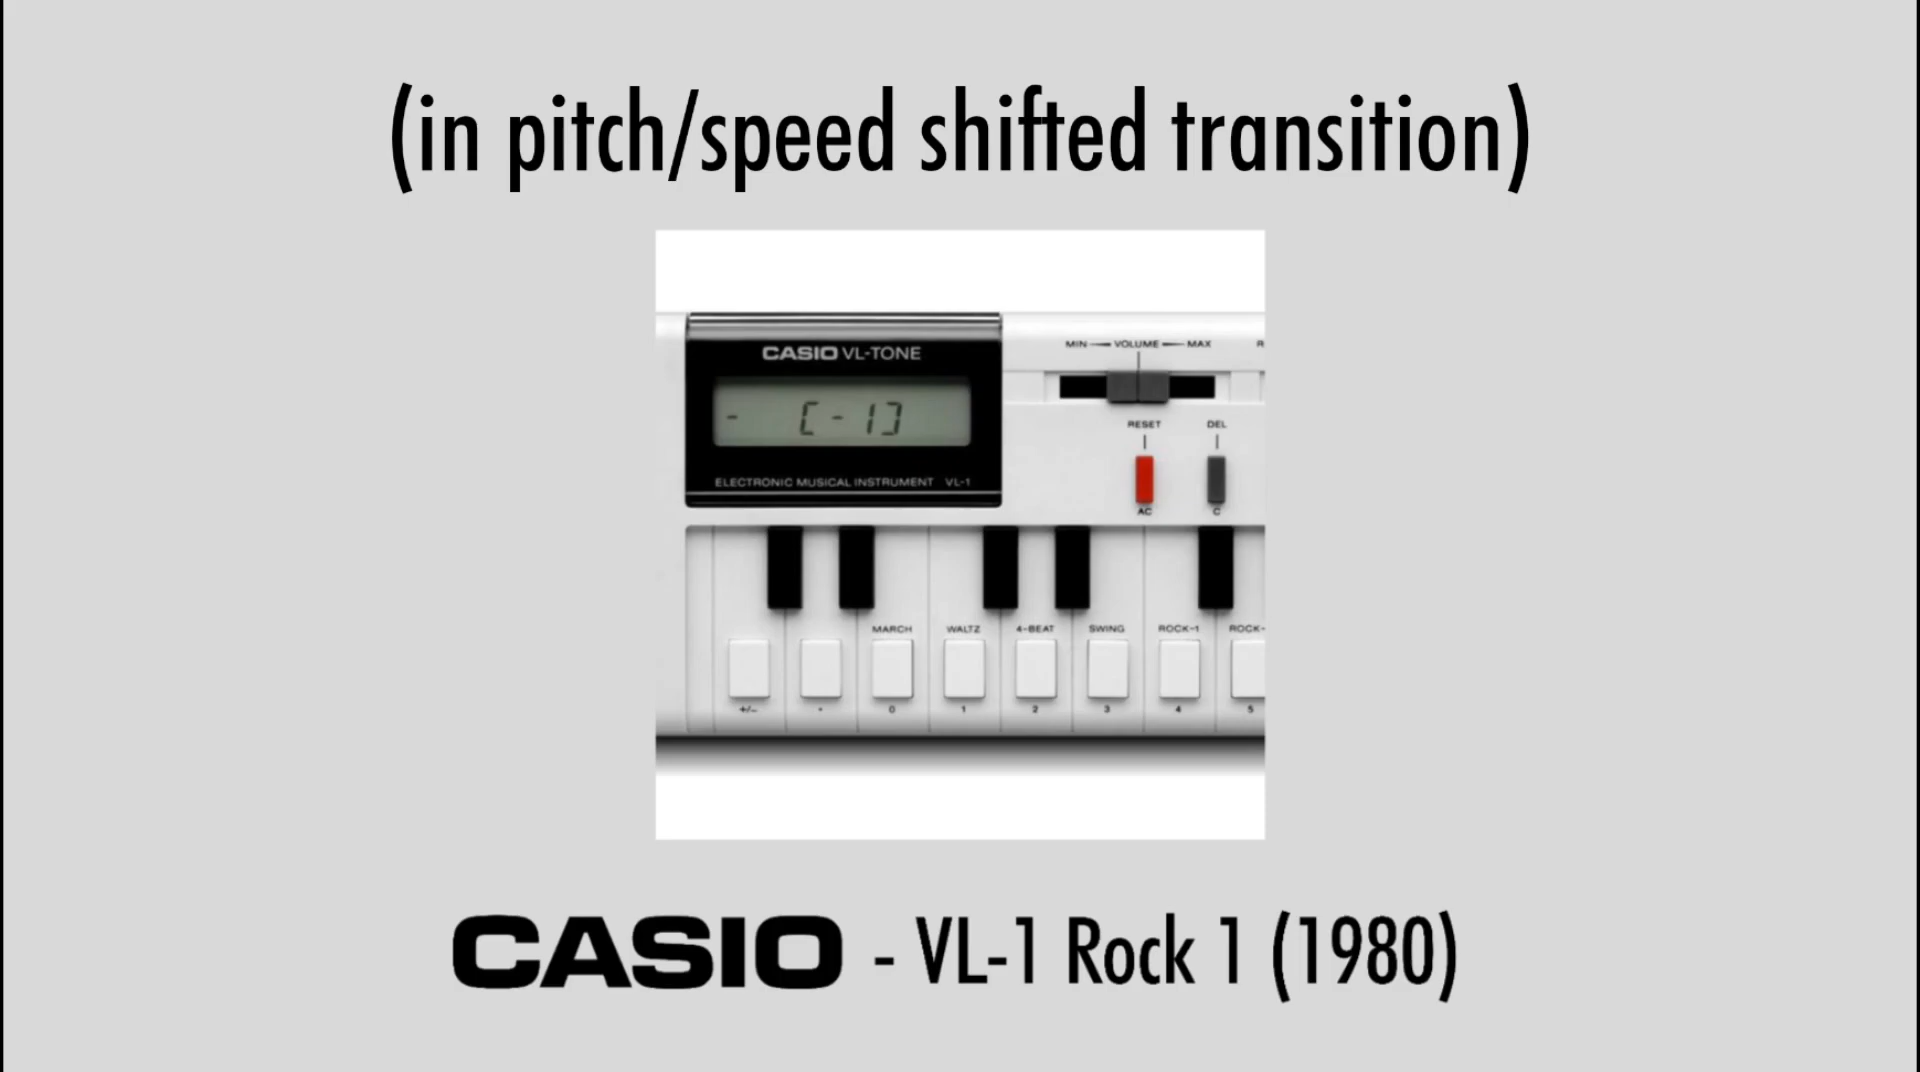 (in pitch/speed shifted transition)
CASIO VL-TONE
- [-1]
ELECTRONIC MUSICAL INSTRUMENT VL-1
MIN VOLUME MAX R
RESET DEL
AC C
MARCH WALTZ 4-BEAT SWING ROCK-1 ROCK-
+/- • 0 1 2 3 4 5
CASIO - VL-1 Rock 1 (1980)